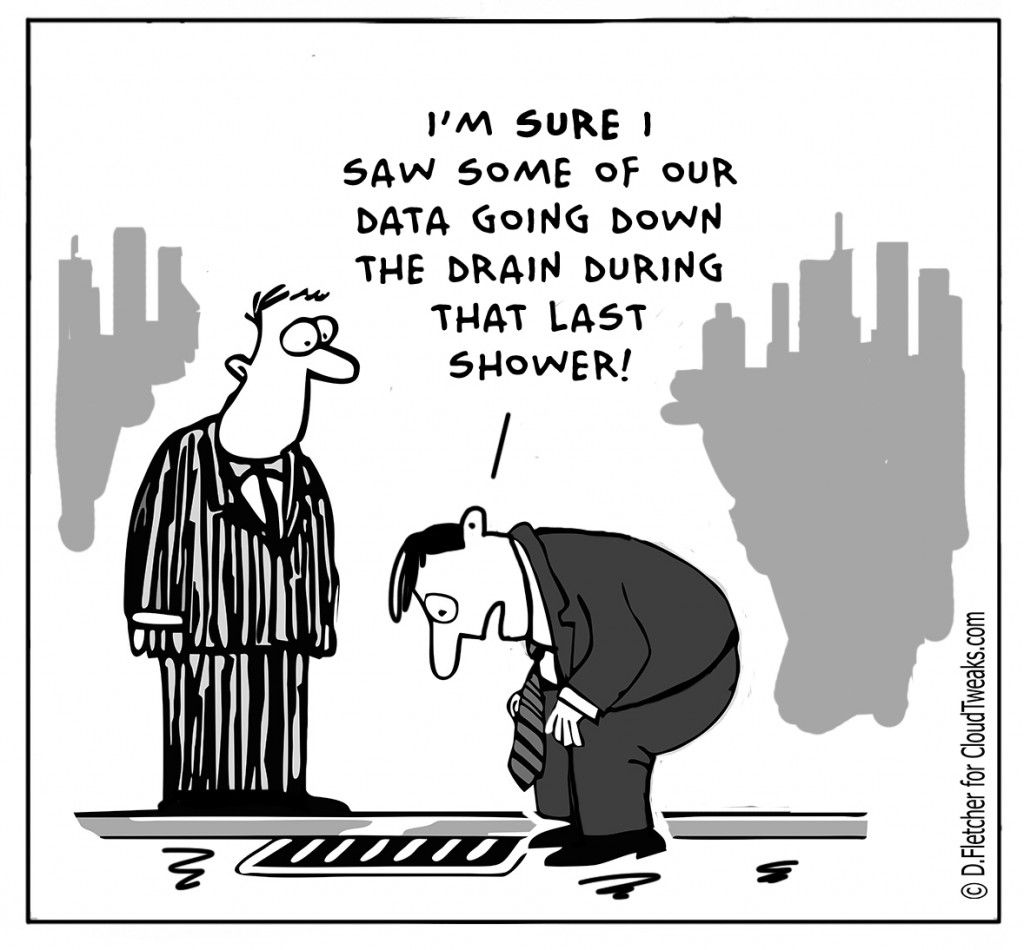 I'M SURE I
SAW SOME OF OUR
DATA GOING DOWN
THE DRAIN DURING
THAT LAST
SHOWER!
© D.Fletcher for CloudTweaks.com